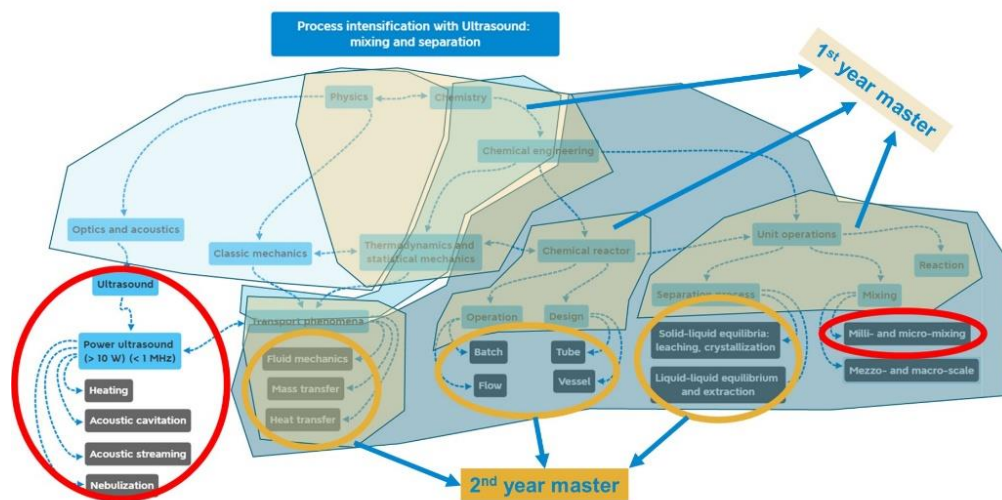 Process intensification with Ultrasound:
mixing and separation
1st year
master
Physics
Chemistry
Chemical engineering
Optics and acoustics
Classic mechanics
Thermodynamics and
statistical mechanics
Chemical reactor
Unit operations
Reaction
Ultrasound
Transport phenomena
Operation
Design
Separation process
Mixing
Power ultrasound
(> 10 W) (< 1 MHz)
Fluid mechanics
Batch
Tube
Solid-liquid equilibria:
leaching, crystallization
Milli- and micro-mixing
Heating
Mass transfer
Flow
Vessel
Liquid-liquid equilibrium
and extraction
Mezzo- and macro-scale
Acoustic cavitation
Heat transfer
Acoustic streaming
Nebulization
2nd year master